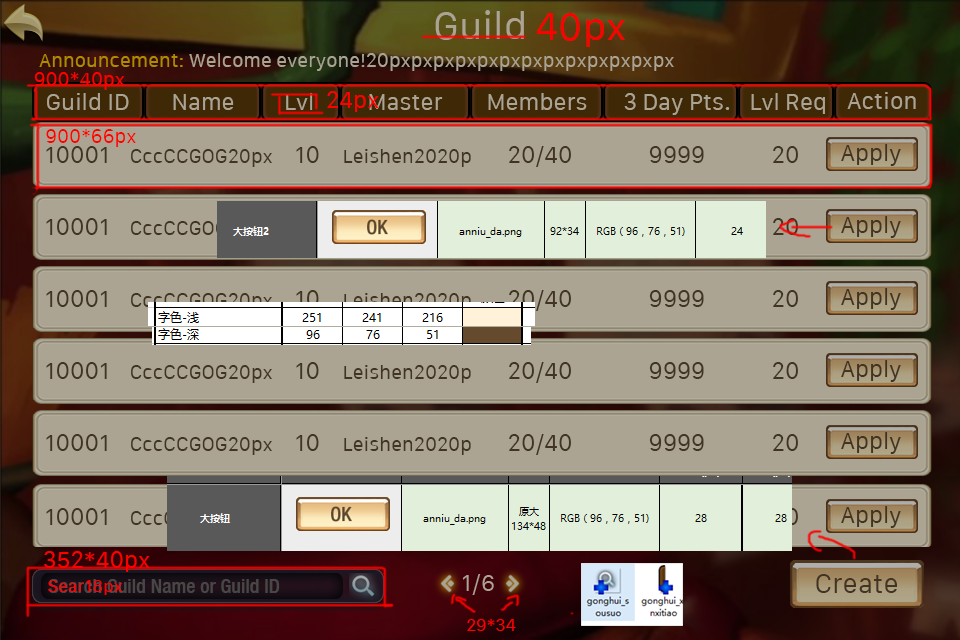 Guild 40px
Announcement: Welcome everyone!20pxpxpxpxpxpxpxpxpxpxpxpxpx
900*40px
Guild ID Name Lvl 24px Master Members 3 Day Pts. Lvl Req Action
900*66px
10001 CccCCGOG20px 10 Leishen2020p 20/40 9999 20 Apply
10001 CccCCGO 大按钮2 OK anniu_da.png 92*34 RGB（96，76，51） 24 20 Apply
10001 CccCCGOG20px 10 Leishen2020p 20/40 9999 20 Apply
字色-浅 251 241 216
字色-深 96 76 51
10001 CccCCGOG20px 10 Leishen2020p 20/40 9999 20 Apply
10001 CccCCGOG20px 10 Leishen2020p 20/40 9999 20 Apply
10001 Ccc 大按钮 OK anniu_da.png 原大 134*48 RGB（96，76，51） 28 28 Apply
352*40px
Search Guild Name or Guild ID 1/6 Create
gonghui_s
ousuo
gonghui_x
nxitiao
29*34